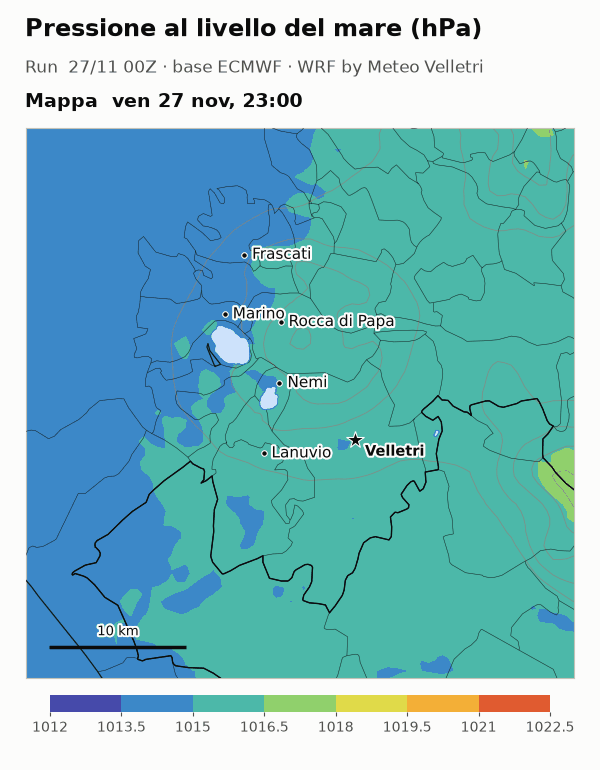 Pressione al livello del mare (hPa)
Run  27/11 00Z · base ECMWF · WRF by Meteo Velletri
Mappa  ven 27 nov, 23:00
Frascati
Marino
Rocca di Papa
Nemi
Velletri
Lanuvio
10 km
1012 1013.5 1015 1016.5 1018 1019.5 1021 1022.5